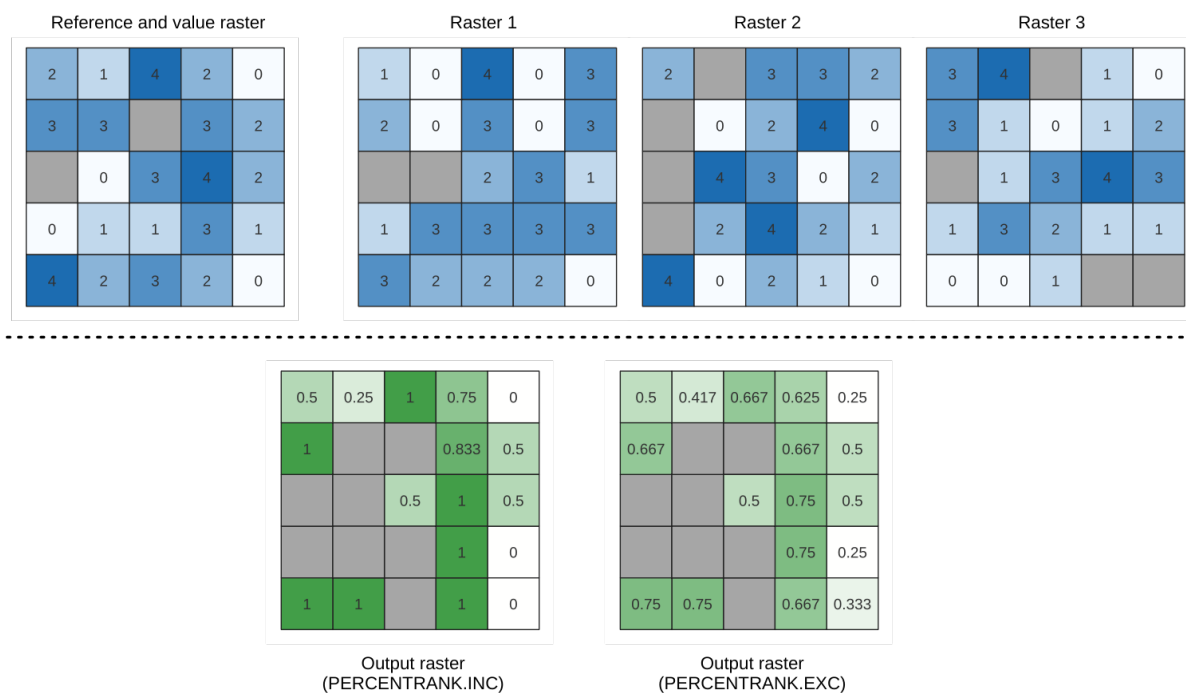 Reference and value raster Raster 1 Raster 2 Raster 3
2 1 4 2 0 1 0 4 0 3 2 3 3 2 3 4 1 0
3 3 3 2 2 0 3 0 3 0 2 4 0 3 1 0 1 2
0 3 4 2 2 3 1 4 3 0 2 1 3 4 3
0 1 1 3 1 1 3 3 3 3 2 4 2 1 1 3 2 1 1
4 2 3 2 0 3 2 2 2 0 4 0 2 1 0 0 0 1
0.5 0.25 1 0.75 0 0.5 0.417 0.667 0.625 0.25
1 0.833 0.5 0.667 0.667 0.5
0.5 1 0.5 0.5 0.75 0.5
1 0 0.75 0.25
1 1 1 0 0.75 0.75 0.667 0.333
Output raster Output raster
(PERCENTRANK.INC) (PERCENTRANK.EXC)